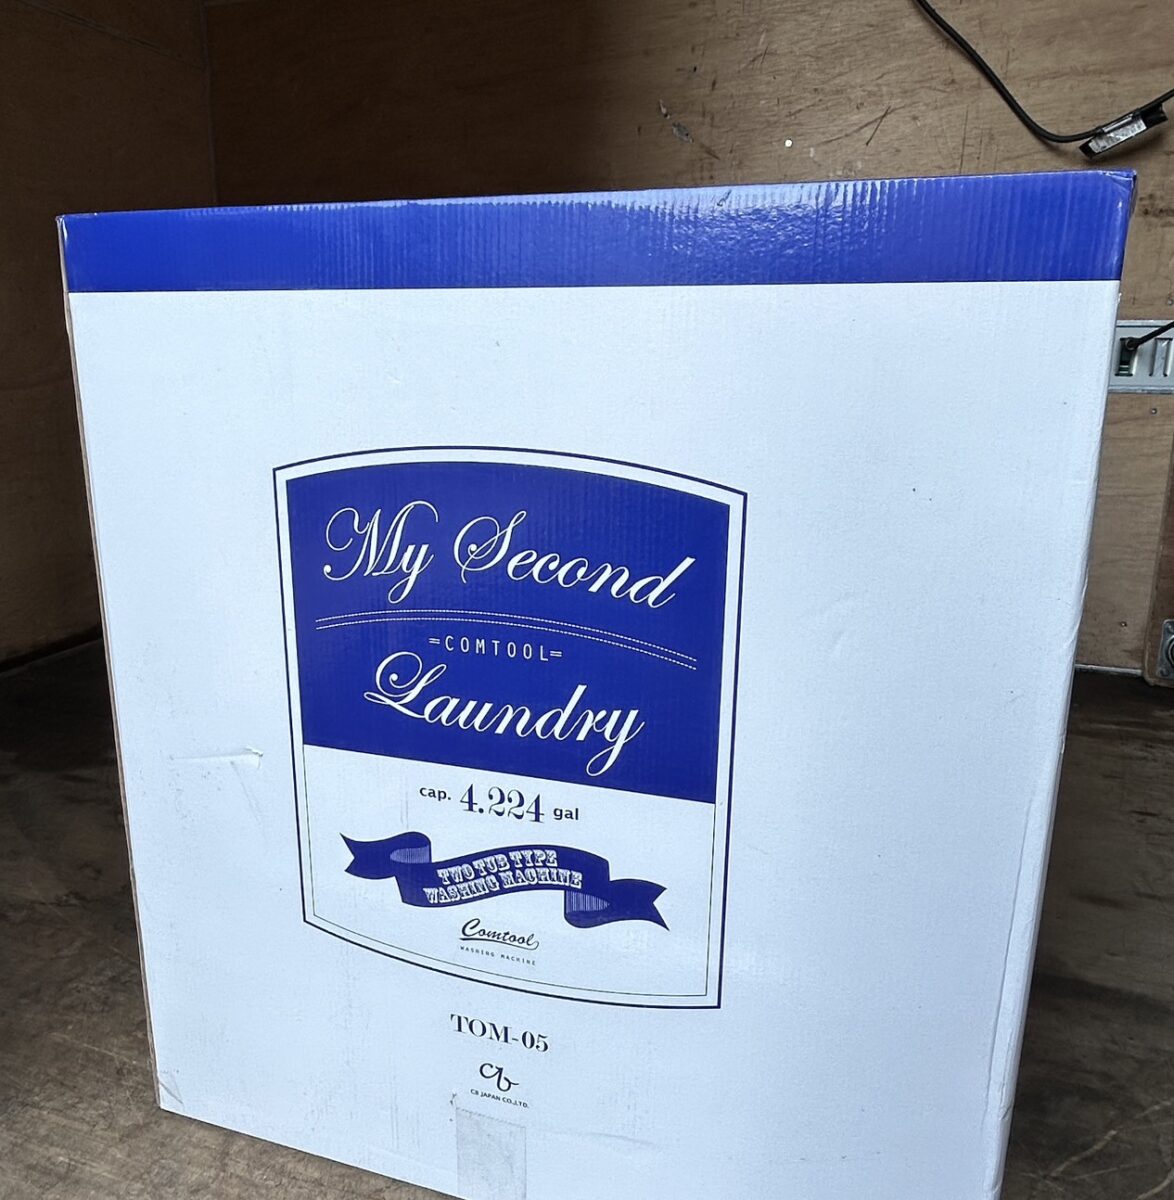 My Second
=COMTOOL=
Laundry
cap. 4.224 gal
TWO TUB TYPE
WASHING MACHINE
Comtool
WASHING MACHINE
TOM-05
cb
CB JAPAN CO.,LTD.